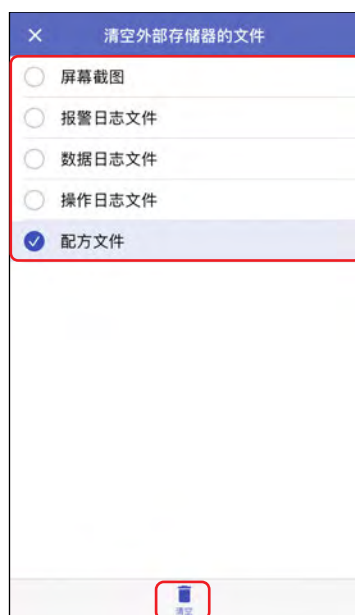 清空外部存储器的文件
屏幕截图
报警日志文件
数据日志文件
操作日志文件
配方文件
清空